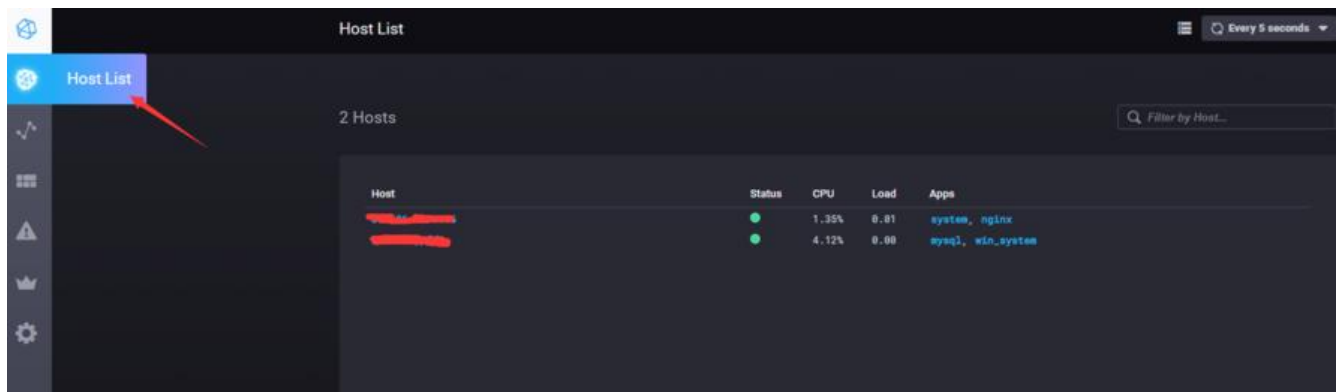 Host List
Every 5 seconds
Host List
2 Hosts
Filter by Host...
Host Status CPU Load Apps
1.35% 0.01 system, nginx
4.12% 0.00 mysql, win_system